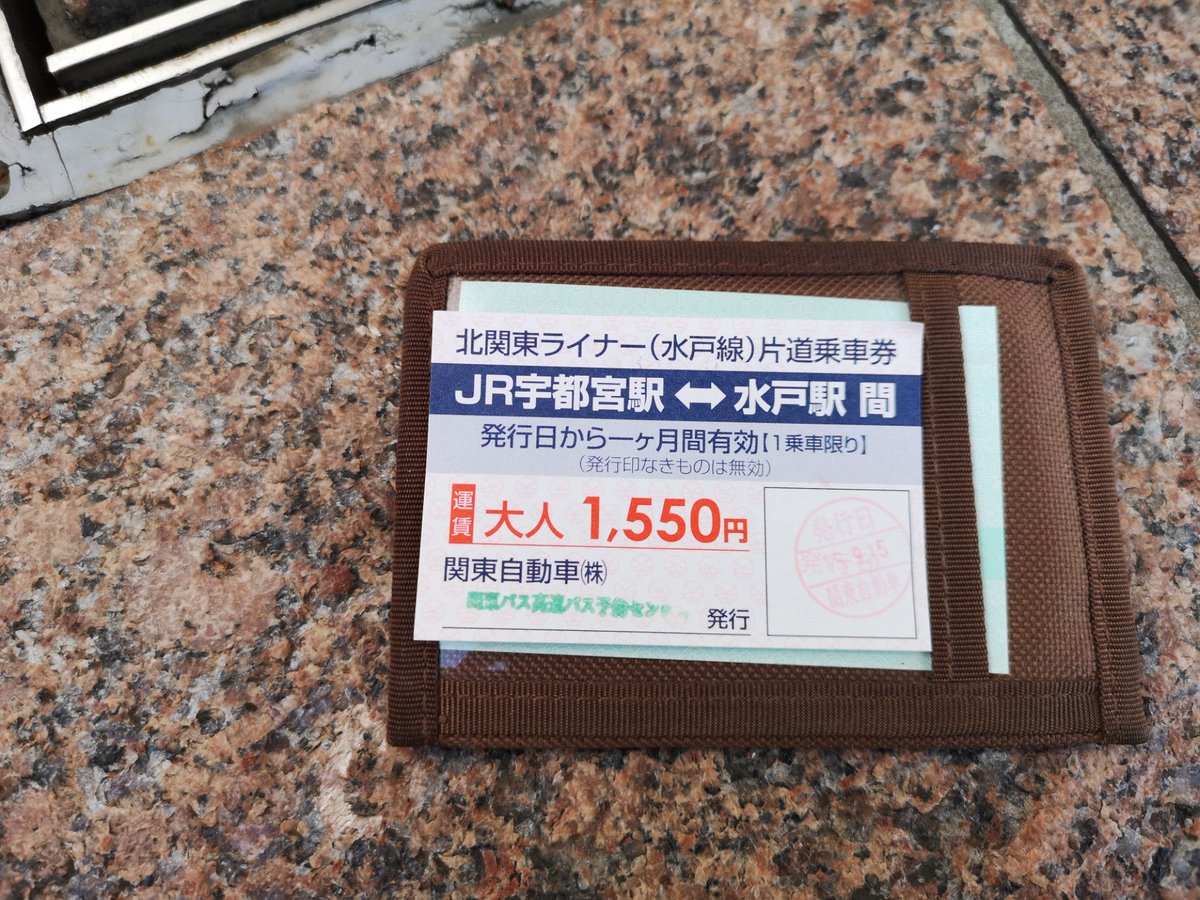 北関東ライナー(水戸線)片道乗車券
JR宇都宮駅⟷水戸駅 間
発行日から一ヶ月間有効【1乗車限り】
(発行印なきものは無効)
運賃 大人 1,550円
関東自動車㈱
発行
発行日
関東自動車